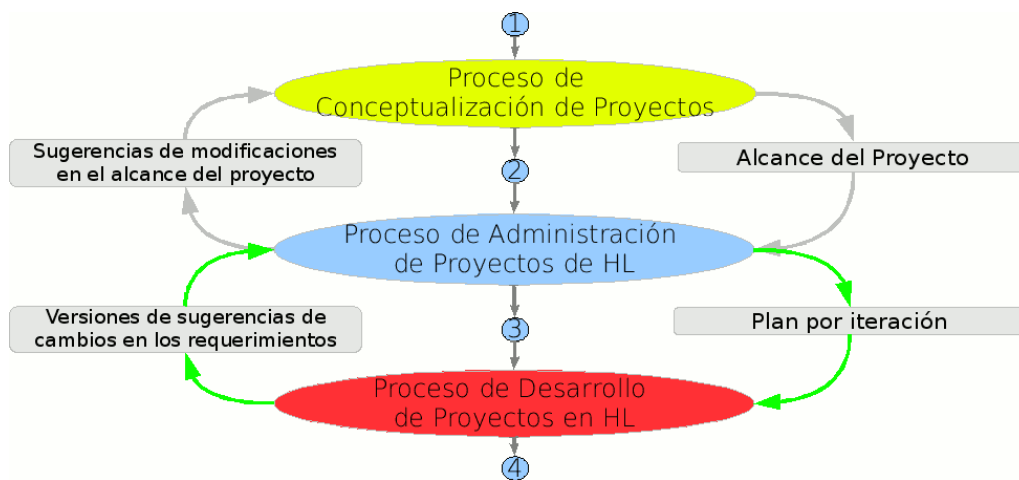 1
Proceso de
Conceptualización de Proyectos
Sugerencias de modificaciones
en el alcance del proyecto
Alcance del Proyecto
2
Proceso de Administración
de Proyectos de HL
Versiones de sugerencias de
cambios en los requerimientos
Plan por iteración
3
Proceso de Desarrollo
de Proyectos en HL
4